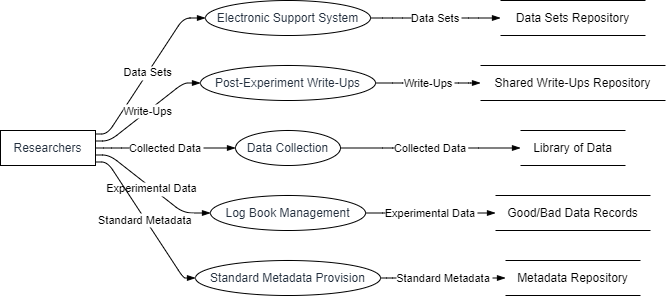 Electronic Support System
Data Sets
Data Sets Repository
Data Sets
Post-Experiment Write-Ups
Write-Ups
Shared Write-Ups Repository
Write-Ups
Researchers
Collected Data
Data Collection
Collected Data
Library of Data
Experimental Data
Log Book Management
Experimental Data
Good/Bad Data Records
Standard Metadata
Standard Metadata Provision
Standard Metadata
Metadata Repository